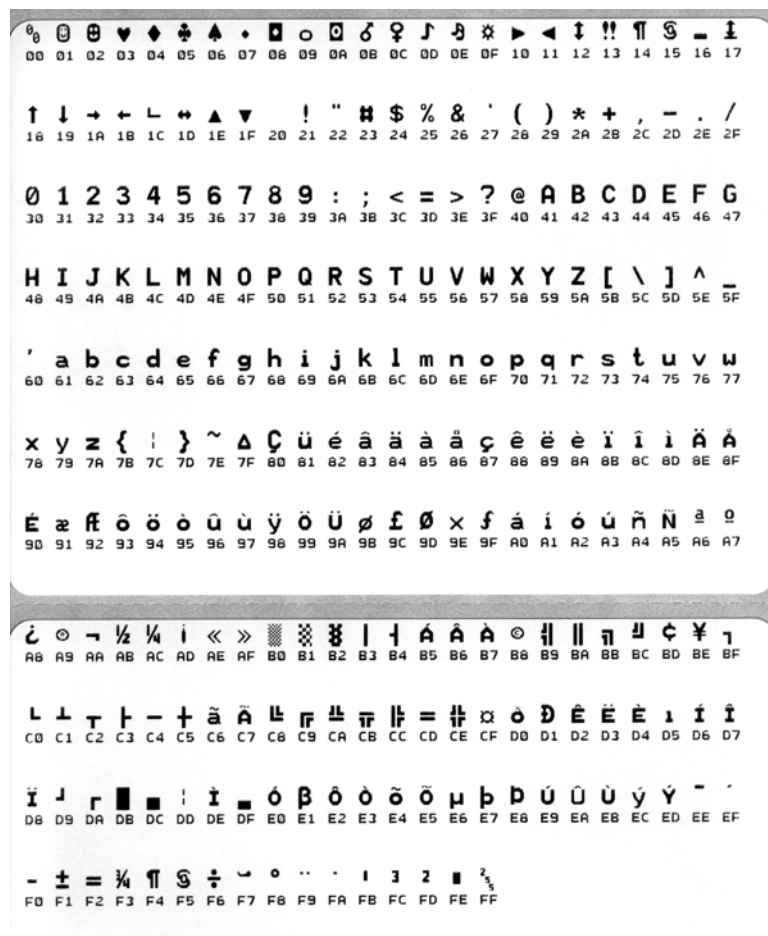 ⁰₀ ☺ ☻ ♥ ♦ ♣ ♠ • ◘ ○ ◙ ♂ ♀ ♪ ♫ ☼ ► ◄ ↕ ‼ ¶ § ▬ ↨
00 01 02 03 04 05 06 07 08 09 0A 0B 0C 0D 0E 0F 10 11 12 13 14 15 16 17
↑ ↓ → ← ∟ ↔ ▲ ▼ ! " # $ % & ' ( ) * + , - . /
18 19 1A 1B 1C 1D 1E 1F 20 21 22 23 24 25 26 27 28 29 2A 2B 2C 2D 2E 2F
0 1 2 3 4 5 6 7 8 9 : ; < = > ? @ A B C D E F G
30 31 32 33 34 35 36 37 38 39 3A 3B 3C 3D 3E 3F 40 41 42 43 44 45 46 47
H I J K L M N O P Q R S T U V W X Y Z [ \ ] ^ _
48 49 4A 4B 4C 4D 4E 4F 50 51 52 53 54 55 56 57 58 59 5A 5B 5C 5D 5E 5F
' a b c d e f g h i j k l m n o p q r s t u v w
60 61 62 63 64 65 66 67 68 69 6A 6B 6C 6D 6E 6F 70 71 72 73 74 75 76 77
x y z { ¦ } ~ ∆ Ç ü é â ä à å ç ê ë è ï î ì Ä Å
78 79 7A 7B 7C 7D 7E 7F 80 81 82 83 84 85 86 87 88 89 8A 8B 8C 8D 8E 8F
É æ Æ ô ö ò û ù ÿ Ö Ü ø £ Ø × ƒ á í ó ú ñ Ñ ª º
90 91 92 93 94 95 96 97 98 99 9A 9B 9C 9D 9E 9F A0 A1 A2 A3 A4 A5 A6 A7
¿ ® ¬ ½ ¼ ¡ « » ░ ▒ ▓ │ ┤ Á Â À © ╣ ║ ╗ ╝ ¢ ¥ ┐
A8 A9 AA AB AC AD AE AF B0 B1 B2 B3 B4 B5 B6 B7 B8 B9 BA BB BC BD BE BF
└ ┴ ┬ ├ ─ ┼ ã Ã ╚ ╔ ╩ ╦ ╠ ═ ╬ ¤ ð Ð Ê Ë È ı Í Î
C0 C1 C2 C3 C4 C5 C6 C7 C8 C9 CA CB CC CD CE CF D0 D1 D2 D3 D4 D5 D6 D7
Ï ┘ ┌ █ ▄ ¦ Ì ▄ ó β Ô Ò õ Õ µ þ Þ Ú Û Ù ý Ý ¯ ´
D8 D9 DA DB DC DD DE DF E0 E1 E2 E3 E4 E5 E6 E7 E8 E9 EA EB EC ED EE EF
- ± = ¾ ¶ § ÷ ¸ ° ¨ · ı 3 2 ■ ²₅₅
F0 F1 F2 F3 F4 F5 F6 F7 F8 F9 FA FB FC FD FE FF